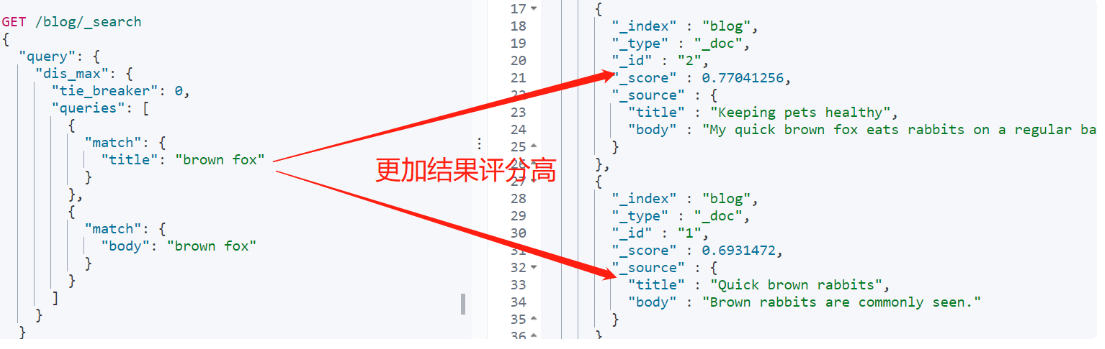 GET /blog/_search
{
  "query": {
    "dis_max": {
      "tie_breaker": 0,
      "queries": [
        {
          "match": {
            "title": "brown fox"
          }
        },
        {
          "match": {
            "body": "brown fox"
          }
        }
      ]
    }
  }
更加结果评分高
17 {
18 "_index" : "blog",
19 "_type" : "_doc",
20 "_id" : "2",
21 "_score" : 0.77041256,
22 "_source" : {
23 "title" : "Keeping pets healthy",
24 "body" : "My quick brown fox eats rabbits on a regular ba
25 }
26 },
27 {
28 "_index" : "blog",
29 "_type" : "_doc",
30 "_id" : "1",
31 "_score" : 0.6931472,
32 "_source" : {
33 "title" : "Quick brown rabbits",
34 "body" : "Brown rabbits are commonly seen."
35 }
36 }